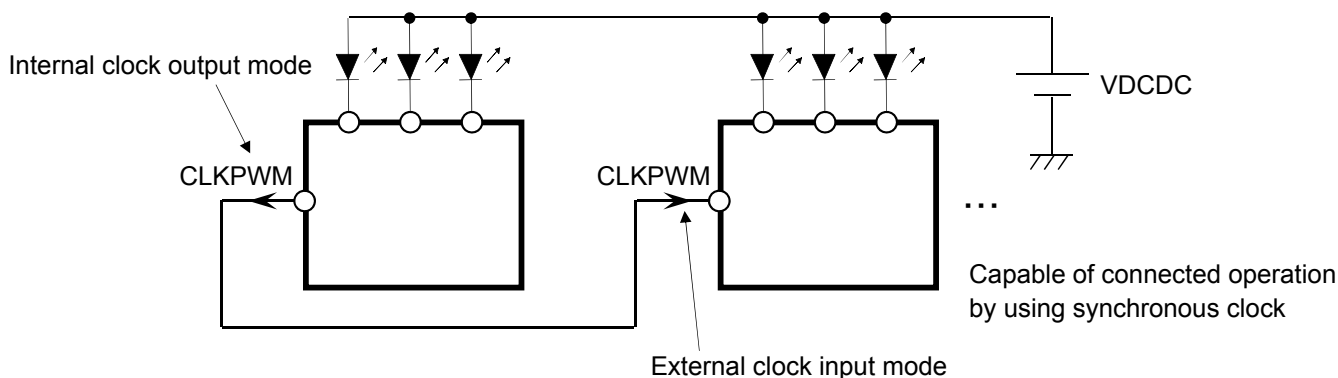 Internal clock output mode
VDCDC
CLKPWM
CLKPWM
...
Capable of connected operation
by using synchronous clock
External clock input mode